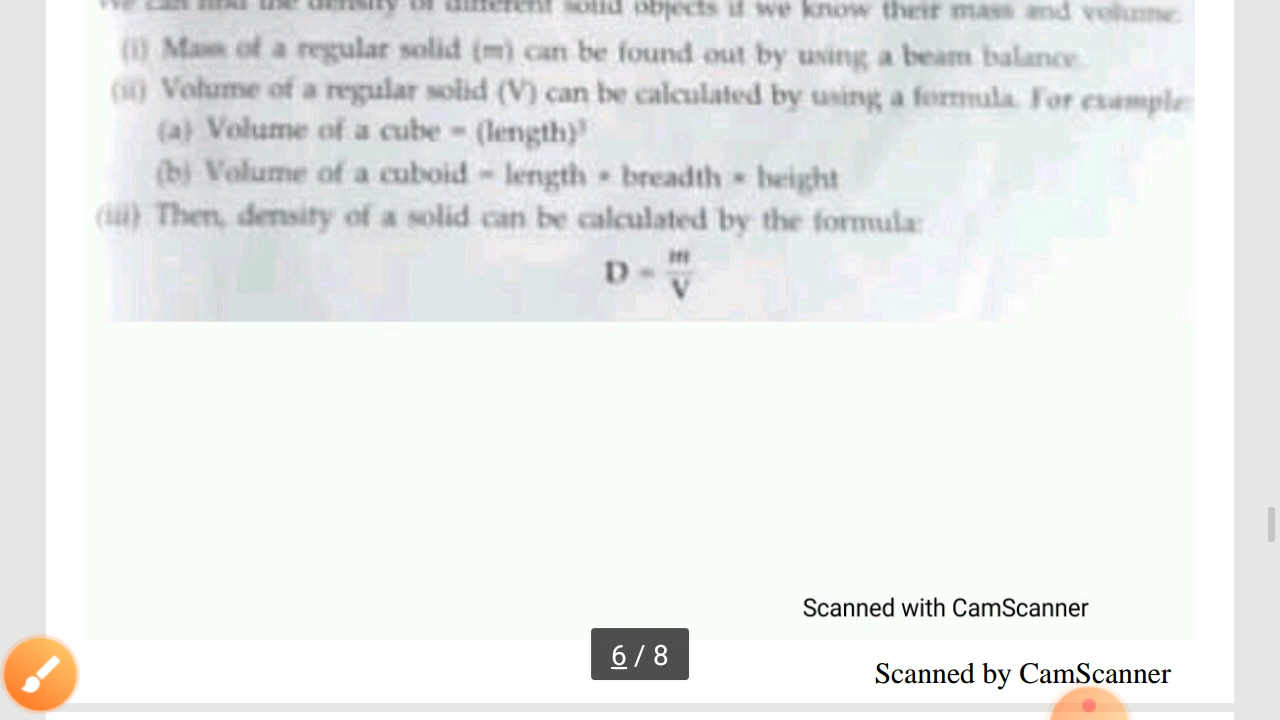 We can find the density of different solid objects if we know their mass and volume.
(i) Mass of a regular solid (m) can be found out by using a beam balance.
(ii) Volume of a regular solid (V) can be calculated by using a formula. For example:
(a) Volume of a cube = (length)³
(b) Volume of a cuboid = length × breadth × height
(iii) Then, density of a solid can be calculated by the formula:
D = m/V
Scanned with CamScanner
6 / 8
Scanned by CamScanner